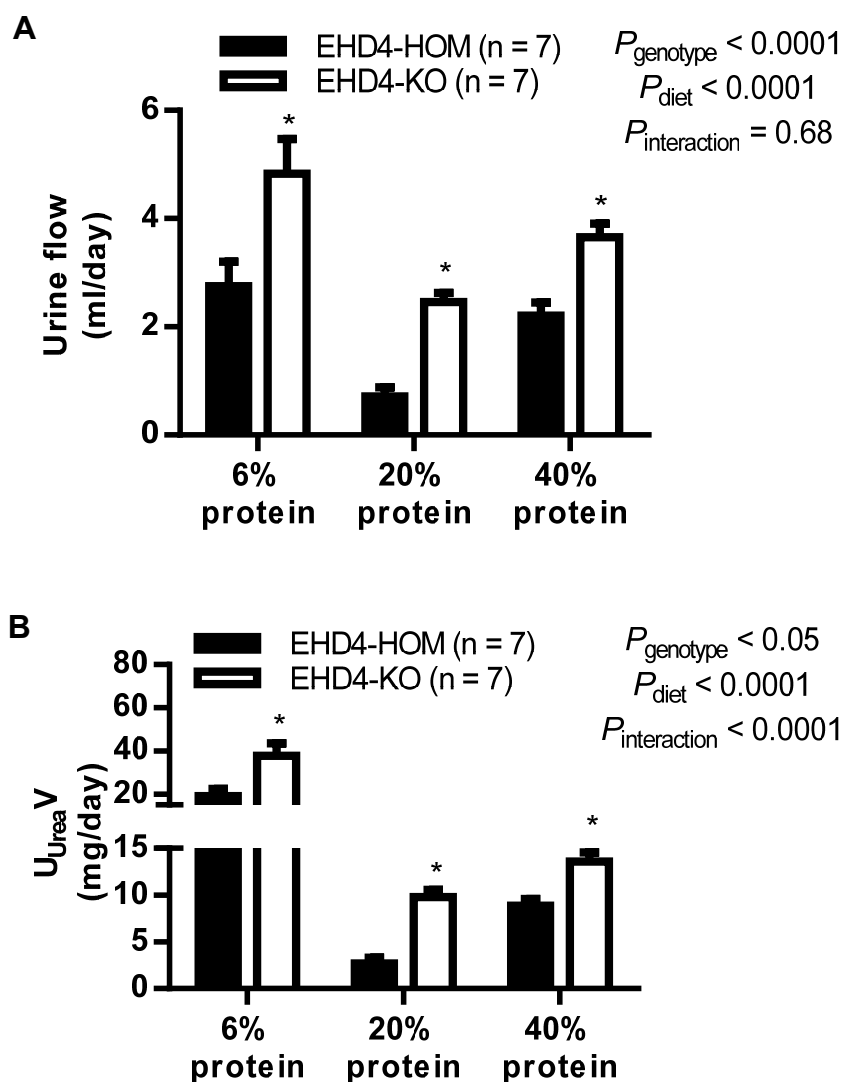 A
EHD4-HOM (n = 7)
EHD4-KO (n = 7)
Pgenotype < 0.0001
Pdiet < 0.0001
Pinteraction = 0.68
Urine flow
(ml/day)
6
4
2
0
*
*
*
6%
protein
20%
protein
40%
protein
B
EHD4-HOM (n = 7)
EHD4-KO (n = 7)
Pgenotype < 0.05
Pdiet < 0.0001
Pinteraction < 0.0001
UUreaV
(mg/day)
80
60
40
20
15
10
5
0
*
*
*
6%
protein
20%
protein
40%
protein